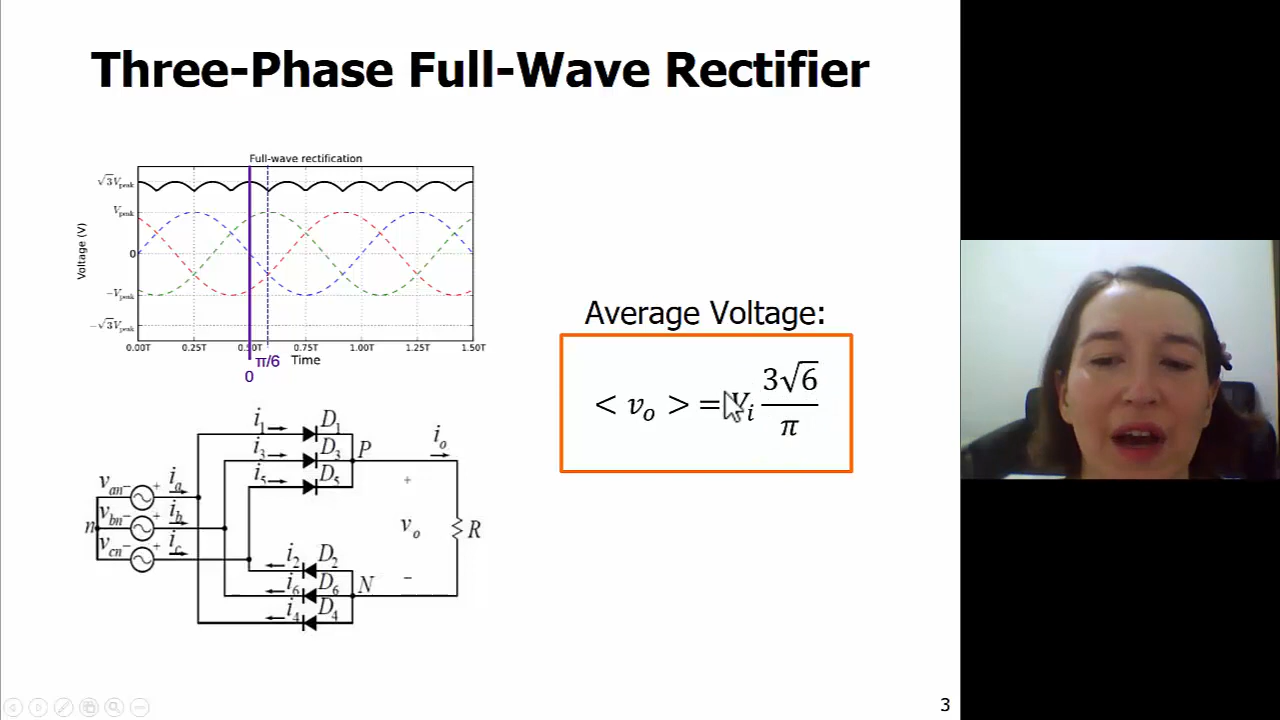 Three-Phase Full-Wave Rectifier
Full-wave rectification
Voltage (V)
√3V_peak
V_peak
0
−V_peak
−√3V_peak
0.00T 0.25T 0.50T 0.75T 1.00T 1.25T 1.50T
π/6
Time
0
Average Voltage:
< v_o > = V_i 3√6/π
i_1 D_1
i_3 D_3
i_5 D_5
P
i_o
+
v_o
−
R
v_an − + i_a
n v_bn − + i_b
v_cn − + i_c
i_2 D_2
i_6 D_6
i_4 D_4
N
3